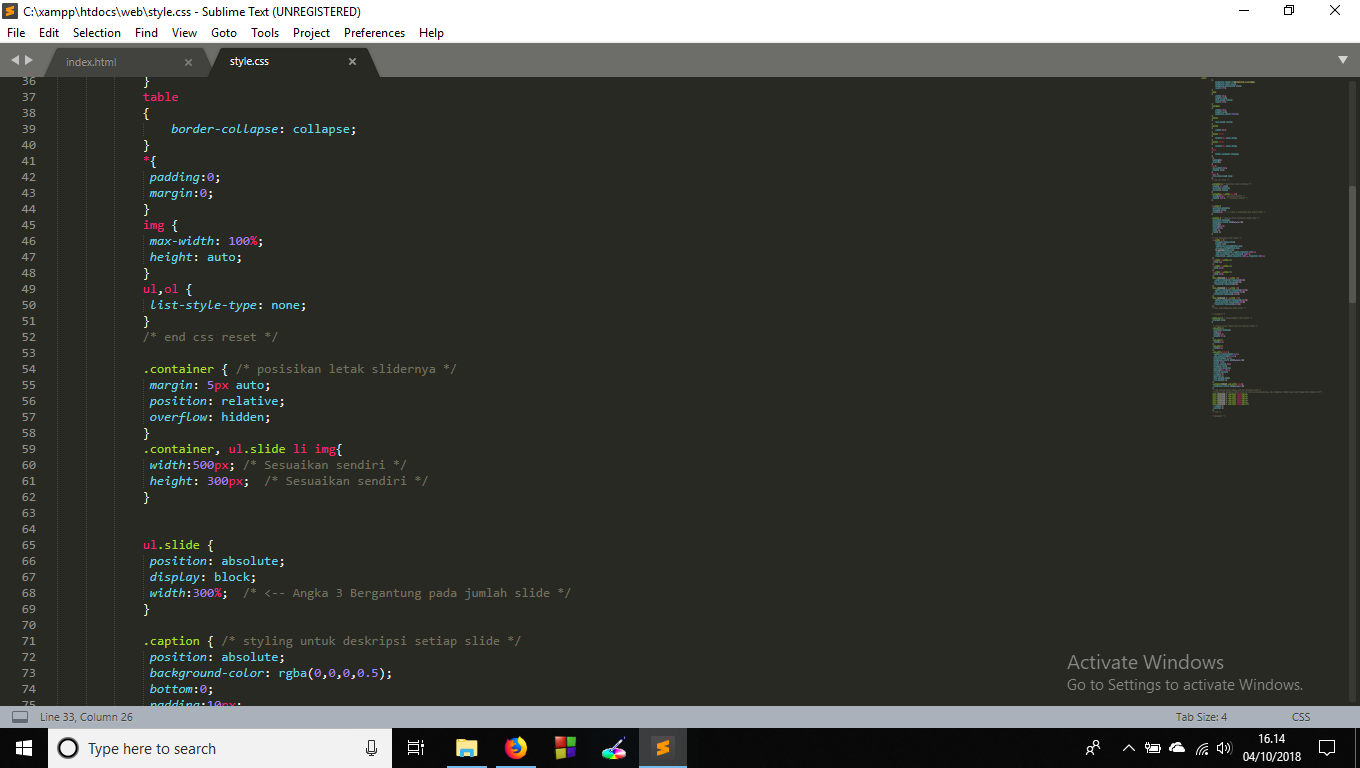 C:\xampp\htdocs\web\style.css - Sublime Text (UNREGISTERED)
File Edit Selection Find View Goto Tools Project Preferences Help
index.html × style.css ×
36 }
37 table
38 {
39 border-collapse: collapse;
40 }
41 *{
42 padding:0;
43 margin:0;
44 }
45 img {
46 max-width: 100%;
47 height: auto;
48 }
49 ul,ol {
50 list-style-type: none;
51 }
52 /* end css reset */
53
54 .container { /* posisikan letak slidernya */
55 margin: 5px auto;
56 position: relative;
57 overflow: hidden;
58 }
59 .container, ul.slide li img{
60 width:500px; /* Sesuaikan sendiri */
61 height: 300px;  /* Sesuaikan sendiri */
62 }
63
64
65 ul.slide {
66 position: absolute;
67 display: block;
68 width:300%;  /* <-- Angka 3 Bergantung pada jumlah slide */
69 }
70
71 .caption { /* styling untuk deskripsi setiap slide */
72 position: absolute;
73 background-color: rgba(0,0,0,0.5);
74 bottom:0;
75 padding:10px;
Activate Windows
Go to Settings to activate Windows.
Line 33, Column 26 Tab Size: 4 CSS
Type here to search
16.14
04/10/2018